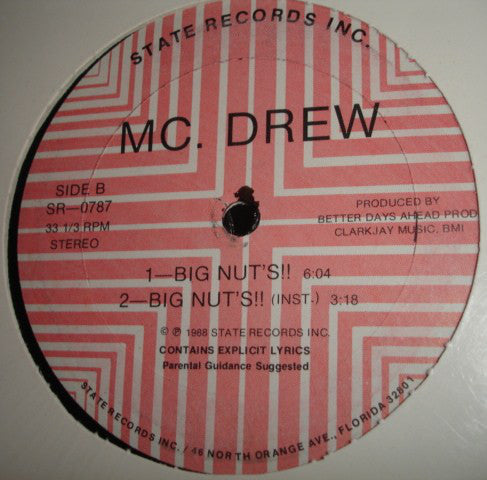 STATE RECORDS INC.
MC. DREW
SIDE B
SR—0787
33 1/3 RPM
STEREO
PRODUCED BY
BETTER DAYS AHEAD PROD
CLARKJAY MUSIC. BMI
1—BIG NUT'S!! 6:04
2—BIG NUT'S!! (INST.) 3:18
© ℗ 1988 STATE RECORDS INC.
CONTAINS EXPLICIT LYRICS
Parental Guidance Suggested
STATE RECORDS INC. / 46 NORTH ORANGE AVE., FLORIDA 32801